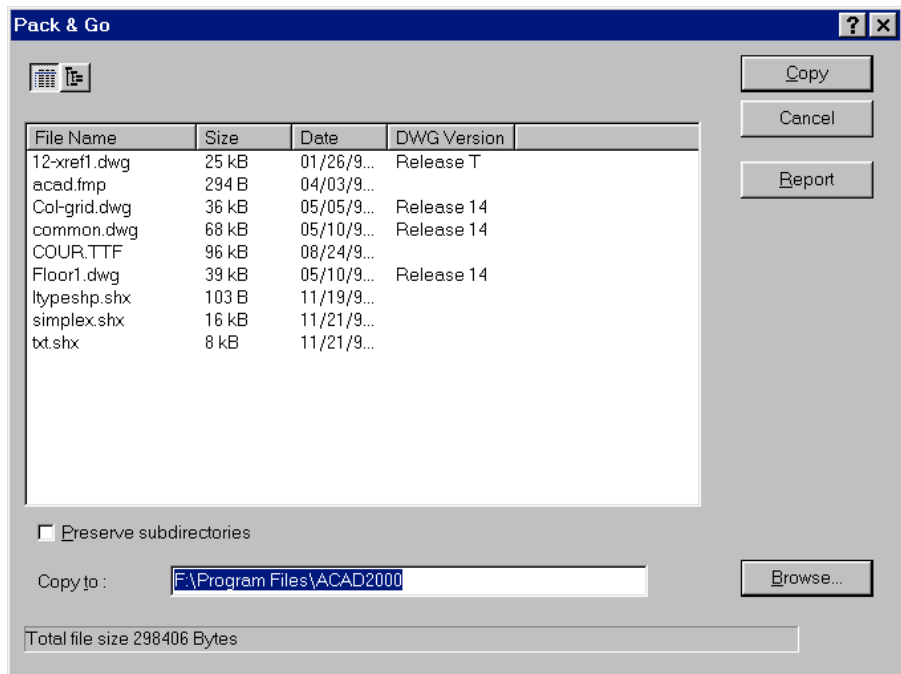 Pack & Go
Copy
Cancel
Report
File Name Size Date DWG Version
12-xref1.dwg 25 kB 01/26/9... Release T
acad.fmp 294 B 04/03/9...
Col-grid.dwg 36 kB 05/05/9... Release 14
common.dwg 68 kB 05/10/9... Release 14
COUR.TTF 96 kB 08/24/9...
Floor1.dwg 39 kB 05/10/9... Release 14
ltypeshp.shx 103 B 11/19/9...
simplex.shx 16 kB 11/21/9...
txt.shx 8 kB 11/21/9...
Preserve subdirectories
Copy to : F:\Program Files\ACAD2000
Browse...
Total file size 298406 Bytes